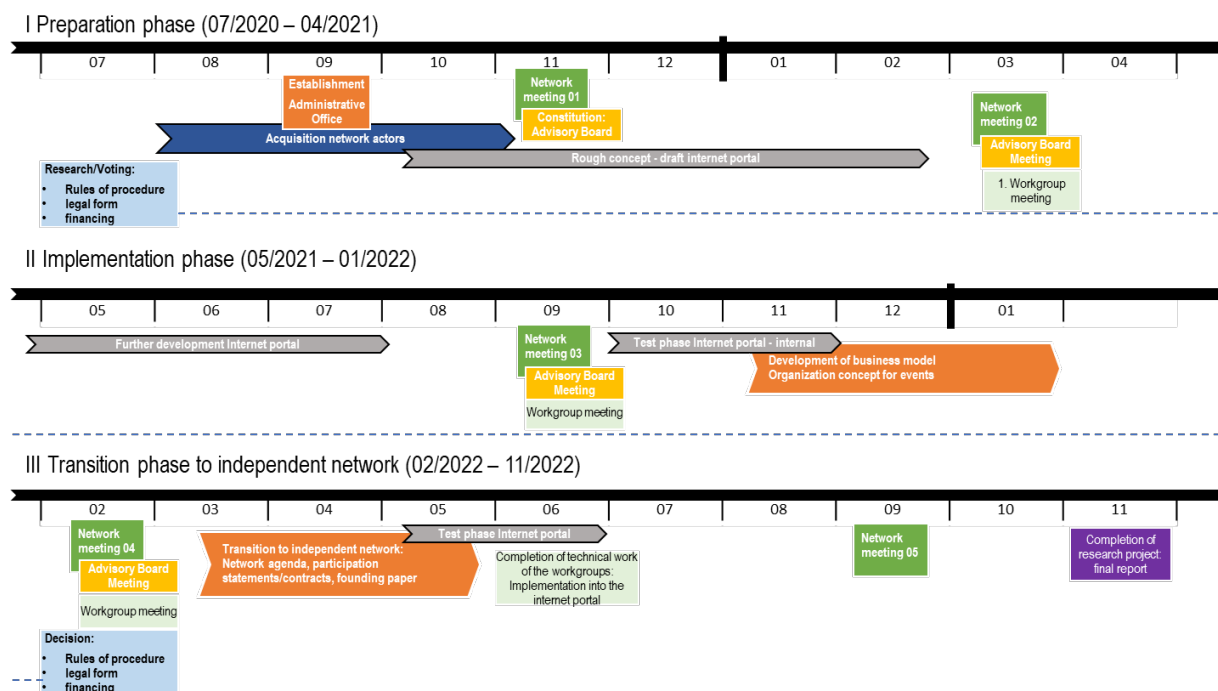 I Preparation phase (07/2020 – 04/2021)
07 08 09 10 11 12 01 02 03 04
Establishment
Administrative
Office
Network
meeting 01
Constitution:
Advisory Board
Network
meeting 02
Acquisition network actors
Rough concept - draft internet portal
Advisory Board
Meeting
Research/Voting:
• Rules of procedure
• legal form
• financing
1. Workgroup
meeting
II Implementation phase (05/2021 – 01/2022)
05 06 07 08 09 10 11 12 01
Further development Internet portal
Network
meeting 03
Test phase Internet portal - internal
Development of business model
Organization concept for events
Advisory Board
Meeting
Workgroup meeting
III Transition phase to independent network (02/2022 – 11/2022)
02 03 04 05 06 07 08 09 10 11
Network
meeting 04
Test phase Internet portal
Network
meeting 05
Completion of
research project:
final report
Transition to independent network:
Network agenda, participation
statements/contracts, founding paper
Completion of technical work
of the workgroups:
Implementation into the
internet portal
Advisory Board
Meeting
Workgroup meeting
Decision:
• Rules of procedure
• legal form
• financing